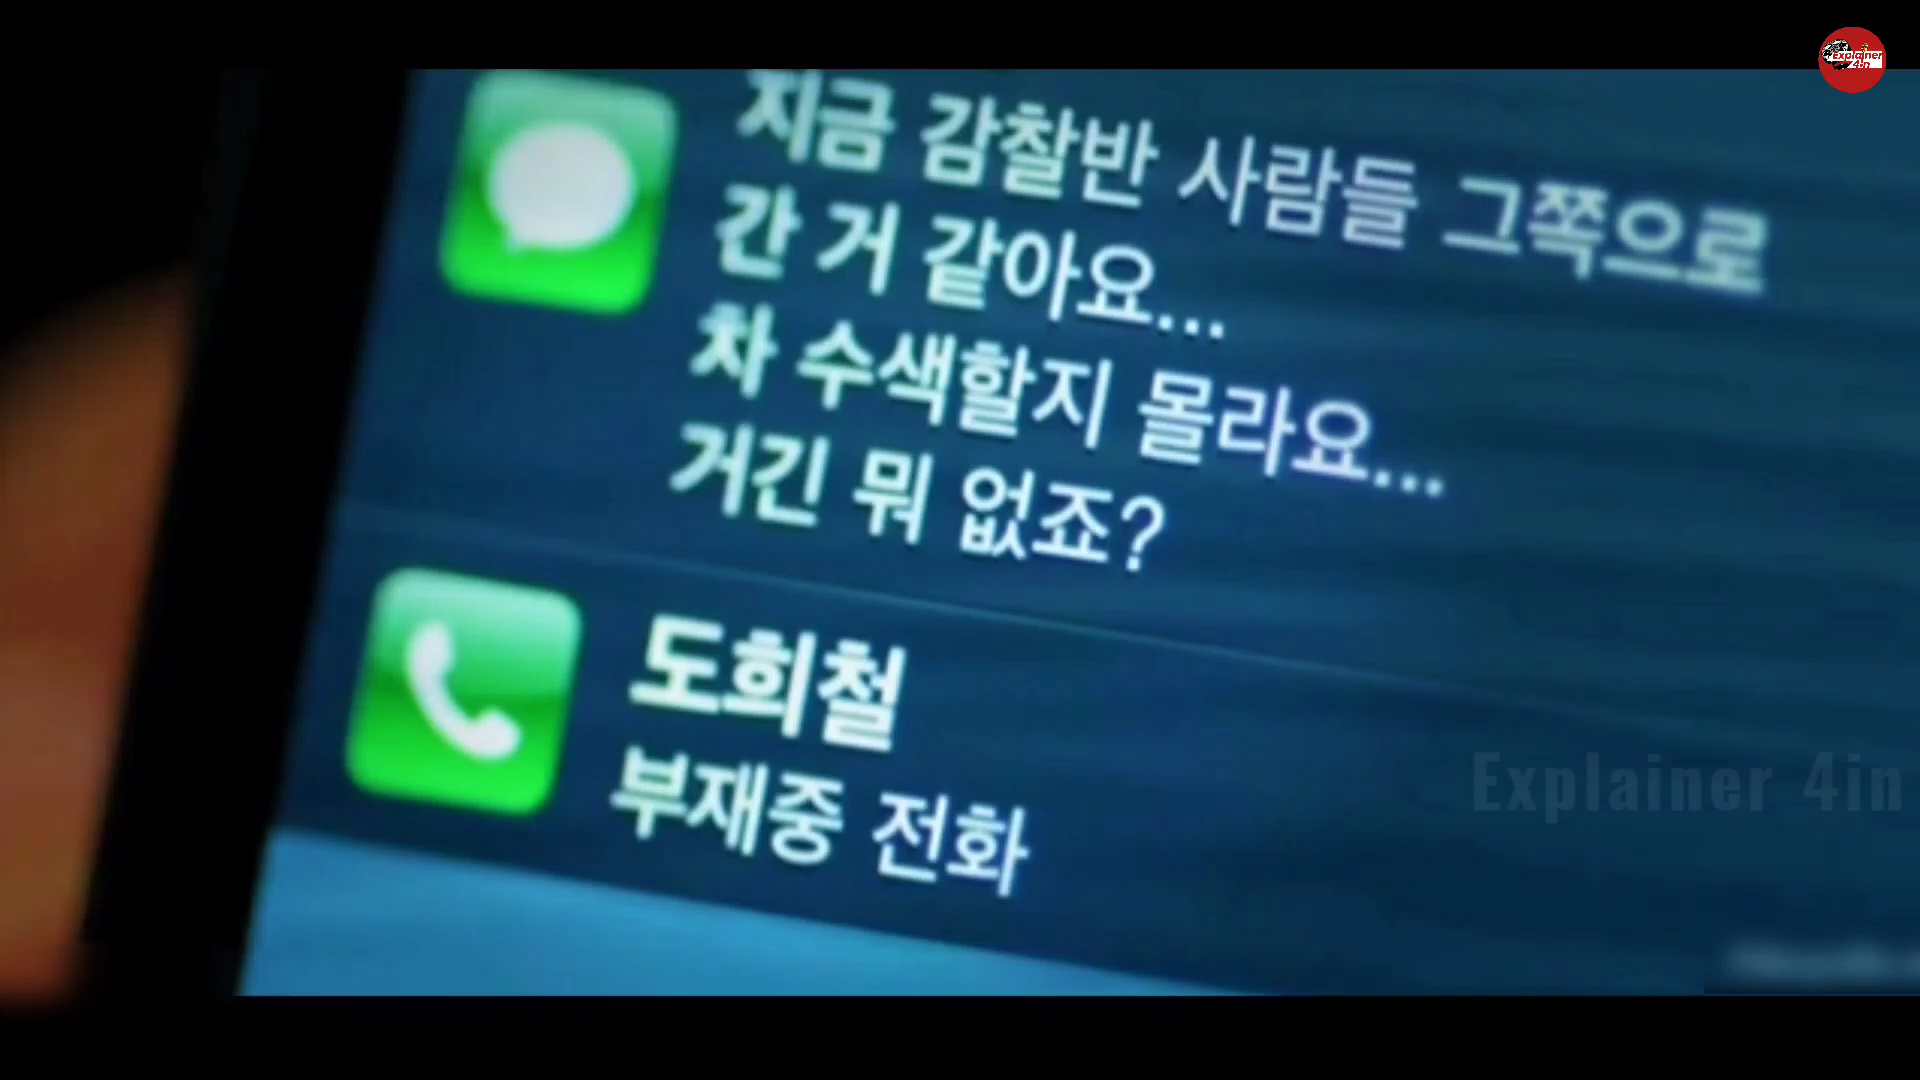 Explainer
4in
지금 감찰반 사람들 그쪽으로
간 거 같아요...
차 수색할지 몰라요...
거긴 뭐 없죠?
도희철
부재중 전화
Explainer 4in